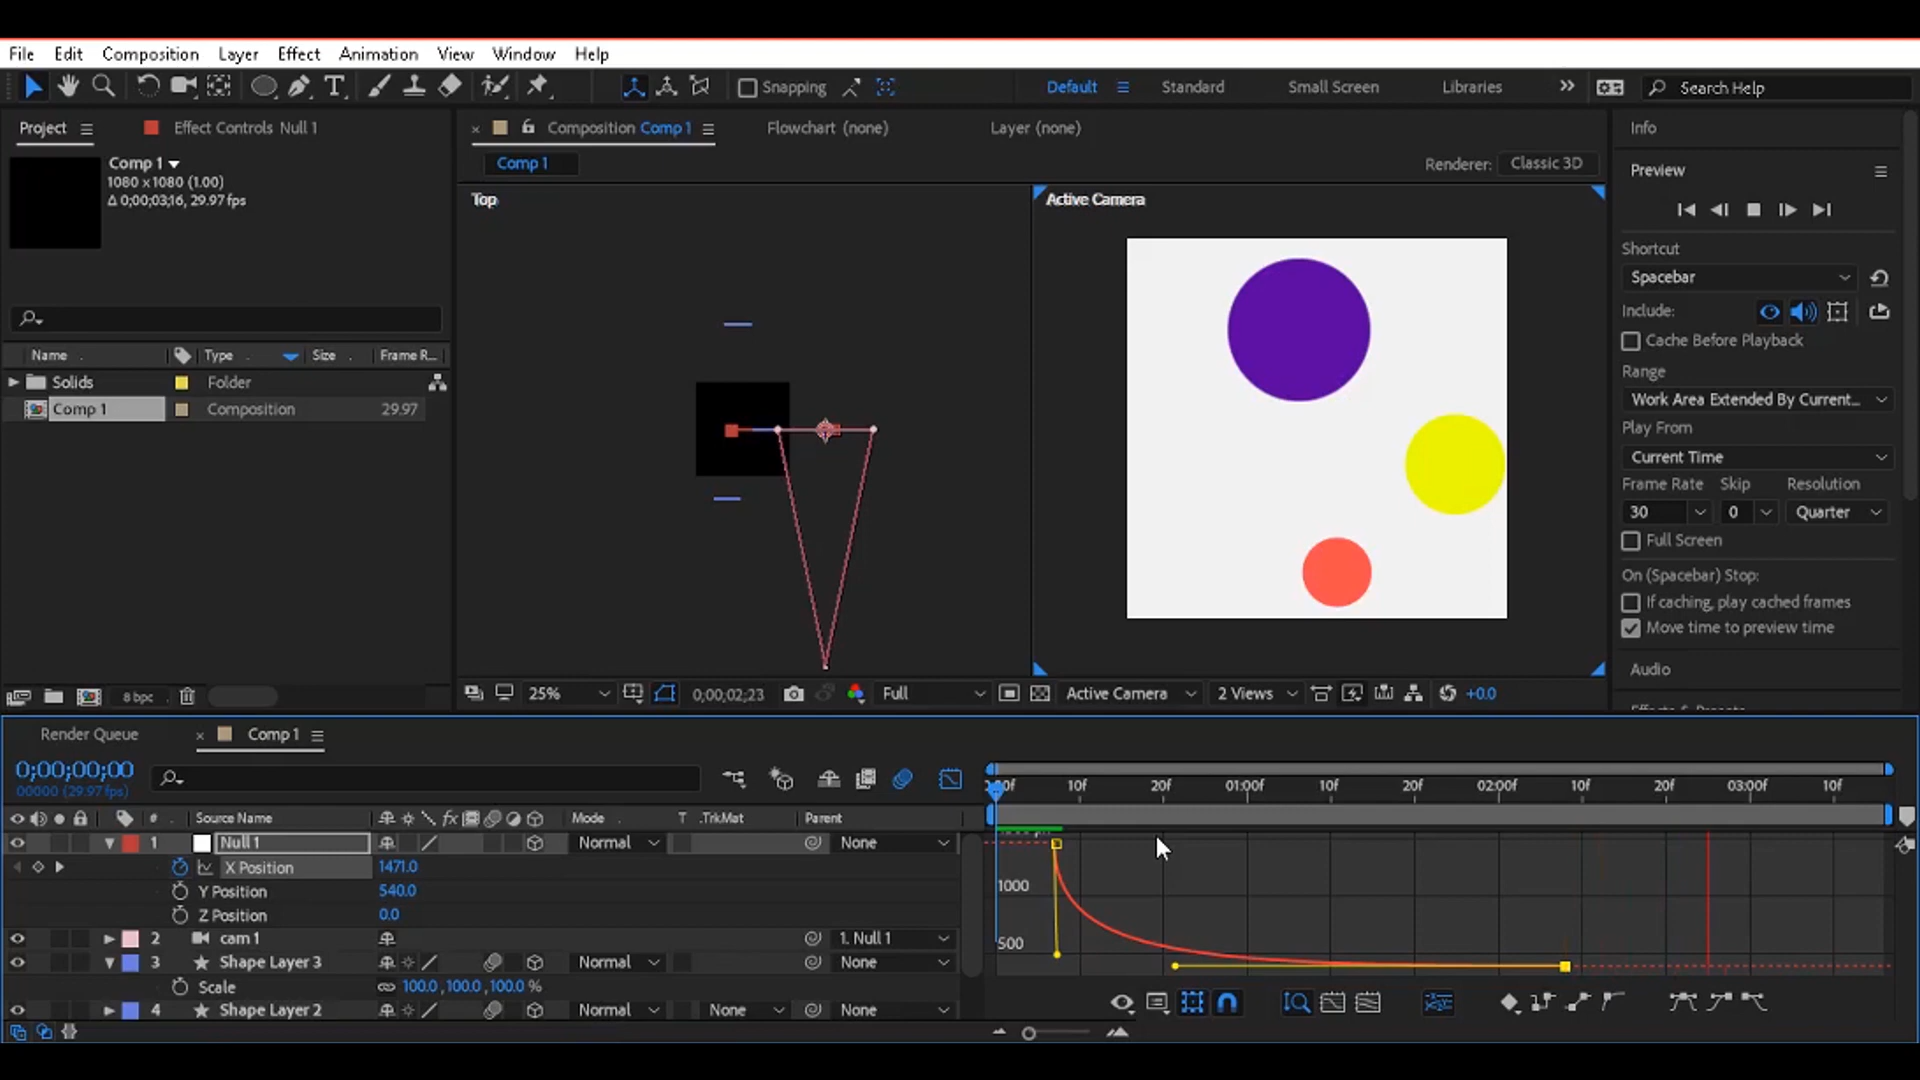 File Edit Composition Layer Effect Animation View Window Help
Snapping Default Standard Small Screen Libraries Search Help
Project Effect Controls Null 1
Comp 1
1080 x 1080 (1.00)
Δ 0;00;03;16, 29.97 fps
Name Type Size Frame R...
Solids Folder
Comp 1 Composition 29.97
8 bpc
Composition Comp 1 Flowchart (none) Layer (none)
Comp 1 Renderer: Classic 3D
Top Active Camera
25% 0;00;02;23 Full Active Camera 2 Views +0.0
Info
Preview
Shortcut
Spacebar
Include:
Cache Before Playback
Range
Work Area Extended By Current...
Play From
Current Time
Frame Rate Skip Resolution
30 0 Quarter
Full Screen
On (Spacebar) Stop:
If caching, play cached frames
Move time to preview time
Audio
Render Queue Comp 1
0;00;00;00
00000 (29.97 fps)
10f 20f 01:00f 10f 20f 02:00f 10f 20f 03:00f 10f
# Source Name fx Mode T .TrkMat Parent
1 Null 1 Normal None
X Position 1471.0
Y Position 540.0
Z Position 0.0
2 cam 1 1. Null 1
3 Shape Layer 3 Normal None
Scale 100.0,100.0,100.0 %
4 Shape Layer 2 Normal None None
1000
500